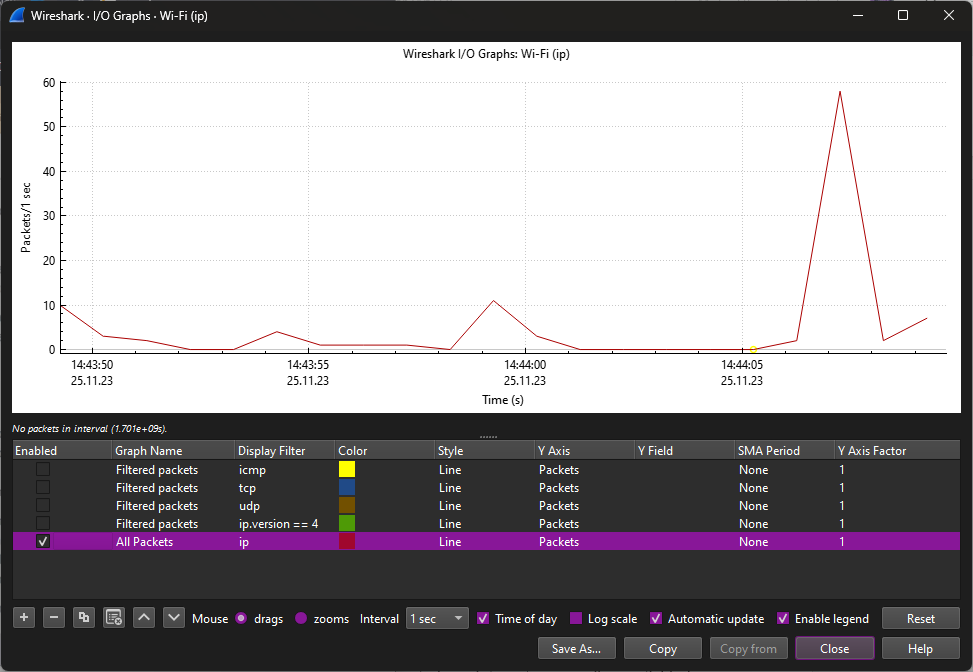 Wireshark · I/O Graphs · Wi-Fi (ip)
Wireshark I/O Graphs: Wi-Fi (ip)
60
50
40
30
20
10
0
Packets/1 sec
14:43:50 14:43:55 14:44:00 14:44:05
25.11.23 25.11.23 25.11.23 25.11.23
Time (s)
No packets in interval (1.701e+09s).
Enabled Graph Name Display Filter Color Style Y Axis Y Field SMA Period Y Axis Factor
Filtered packets icmp Line Packets None 1
Filtered packets tcp Line Packets None 1
Filtered packets udp Line Packets None 1
Filtered packets ip.version == 4 Line Packets None 1
All Packets ip Line Packets None 1
Mouse drags zooms Interval 1 sec Time of day Log scale Automatic update Enable legend Reset
Save As... Copy Copy from Close Help